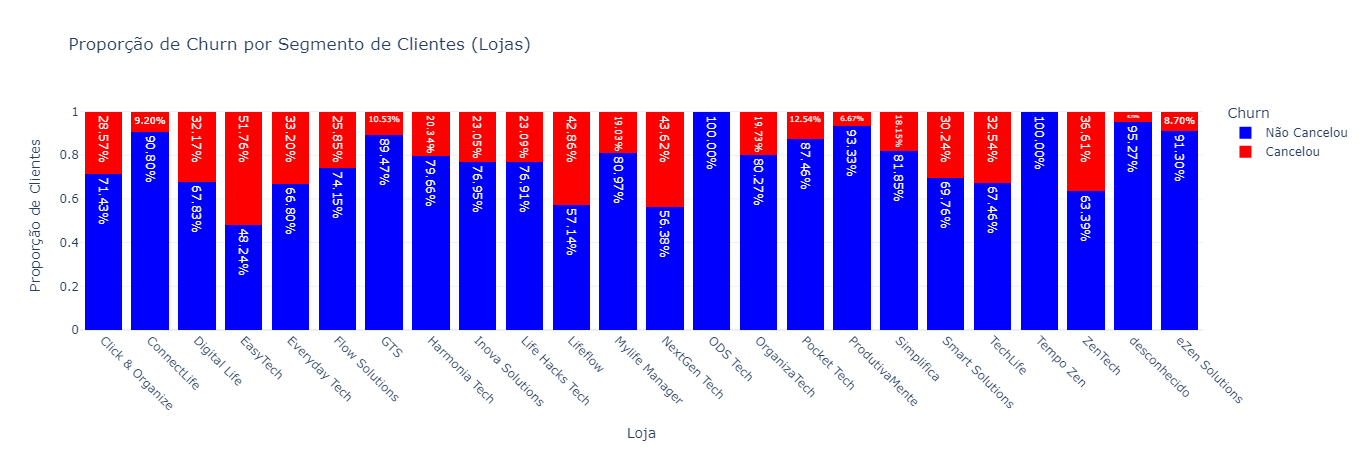 Proporção de Churn por Segmento de Clientes (Lojas)
Churn
Não Cancelou
Cancelou
Proporção de Clientes
1
0.8
0.6
0.4
0.2
0
28.57%
9.20%
32.17%
51.76%
33.20%
25.85%
10.53%
20.34%
23.05%
23.09%
42.86%
19.03%
43.62%
19.73%
12.54%
6.67%
18.15%
30.24%
32.54%
36.61%
8.70%
71.43%
90.80%
67.83%
48.24%
66.80%
74.15%
89.47%
79.66%
76.95%
76.91%
57.14%
80.97%
56.38%
100.00%
80.27%
87.46%
93.33%
81.85%
69.76%
67.46%
100.00%
63.39%
95.27%
91.30%
Click & Organize
ConnectLife
Digital Life
EasyTech
Everyday Tech
Flow Solutions
GTS
Harmonia Tech
Inova Solutions
Life Hacks Tech
Lifeflow
Mylife Manager
NextGen Tech
ODS Tech
OrganizaTech
Pocket Tech
ProdutivaMente
Simplifica
Smart Solutions
TechLife
Tempo Zen
ZenTech
desconhecido
eZen Solutions
Loja